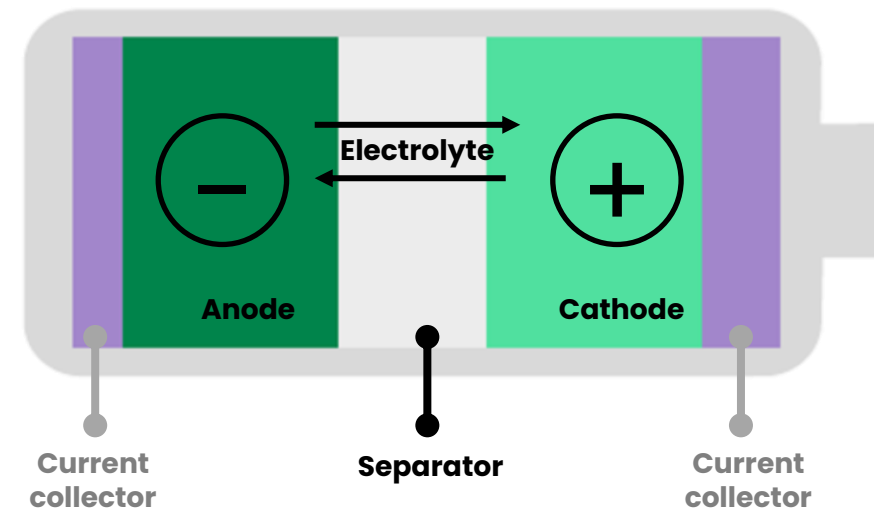 Electrolyte
Anode
Cathode
Current
collector
Separator
Current
collector